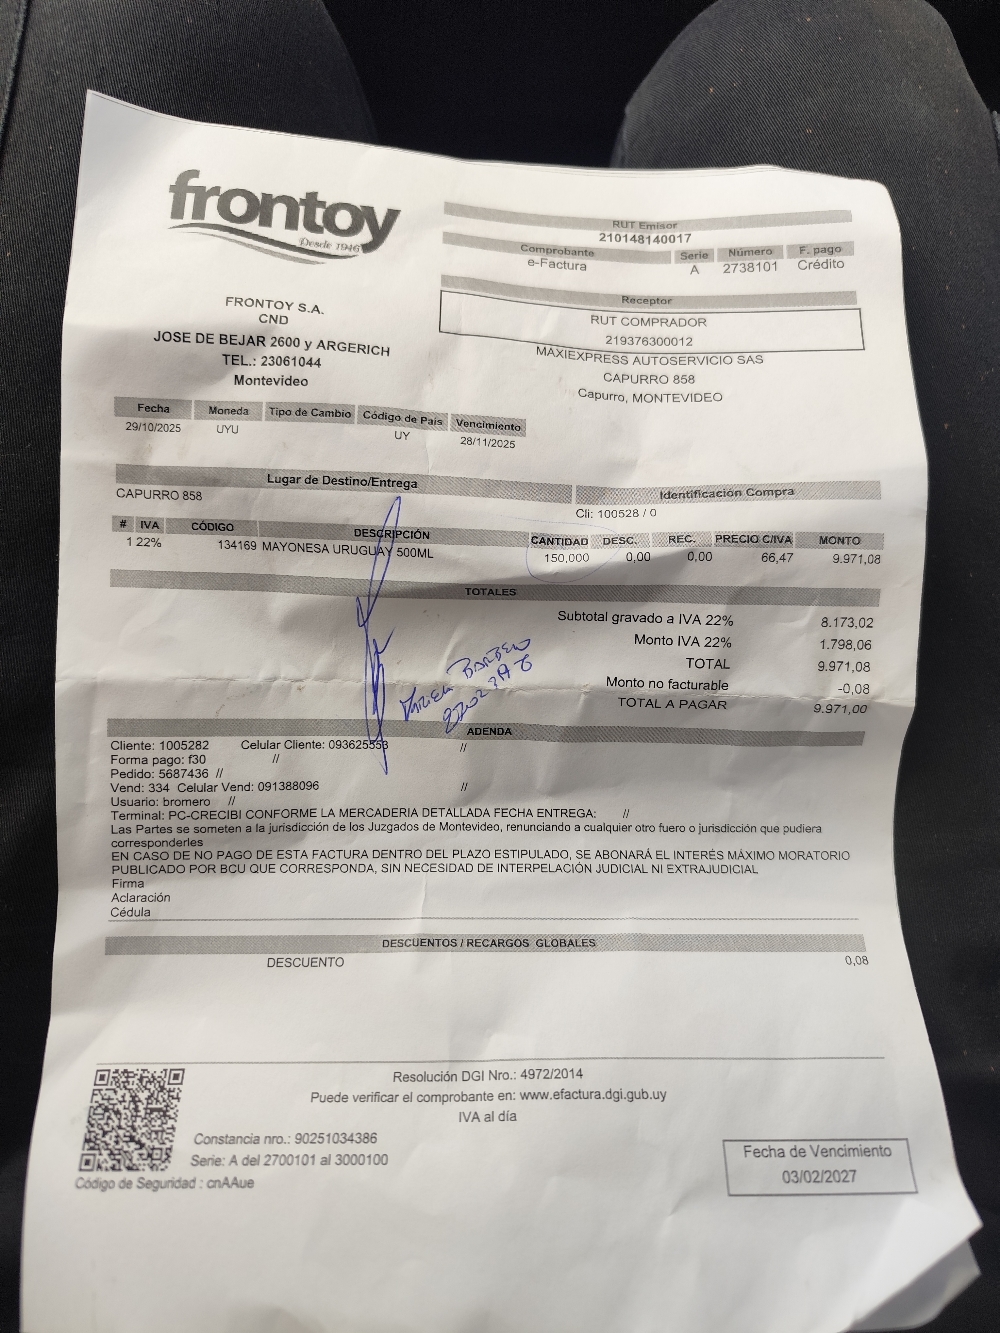 frontoy
Desde 1946
RUT Emisor
210148140017
Comprobante Serie Número F. pago
e-Factura A 2738101 Crédito
Receptor
RUT COMPRADOR
219376300012
MAXIEXPRESS AUTOSERVICIO SAS
CAPURRO 858
Capurro, MONTEVIDEO
FRONTOY S.A.
CND
JOSE DE BEJAR 2600 y ARGERICH
TEL.: 23061044
Montevideo
Fecha Moneda Tipo de Cambio Código de País Vencimiento
29/10/2025 UYU UY 28/11/2025
Lugar de Destino/Entrega Identificación Compra
CAPURRO 858 Cli: 100528 / 0
# IVA CÓDIGO DESCRIPCIÓN CANTIDAD DESC. REC. PRECIO C/IVA MONTO
1 22% 134169 MAYONESA URUGUAY 500ML 150,000 0,00 0,00 66,47 9.971,08
TOTALES
Subtotal gravado a IVA 22% 8.173,02
Monto IVA 22% 1.798,06
TOTAL 9.971,08
Monto no facturable -0,08
TOTAL A PAGAR 9.971,00
ADENDA
Cliente: 1005282 Celular Cliente: 093625553 //
Forma pago: f30 //
Pedido: 5687436 //
Vend: 334 Celular Vend: 091388096 //
Usuario: bromero //
Terminal: PC-CRECIBI CONFORME LA MERCADERIA DETALLADA FECHA ENTREGA: //
Las Partes se someten a la jurisdicción de los Juzgados de Montevideo, renunciando a cualquier otro fuero o jurisdicción que pudiera
corresponderles
EN CASO DE NO PAGO DE ESTA FACTURA DENTRO DEL PLAZO ESTIPULADO, SE ABONARÁ EL INTERÉS MÁXIMO MORATORIO
PUBLICADO POR BCU QUE CORRESPONDA, SIN NECESIDAD DE INTERPELACIÓN JUDICIAL NI EXTRAJUDICIAL
Firma
Aclaración
Cédula
DESCUENTOS / RECARGOS GLOBALES
DESCUENTO 0,08
Resolución DGI Nro.: 4972/2014
Puede verificar el comprobante en: www.efactura.dgi.gub.uy
IVA al día
Constancia nro.: 90251034386
Serie: A del 2700101 al 3000100
Código de Seguridad : cnAAue
Fecha de Vencimiento
03/02/2027